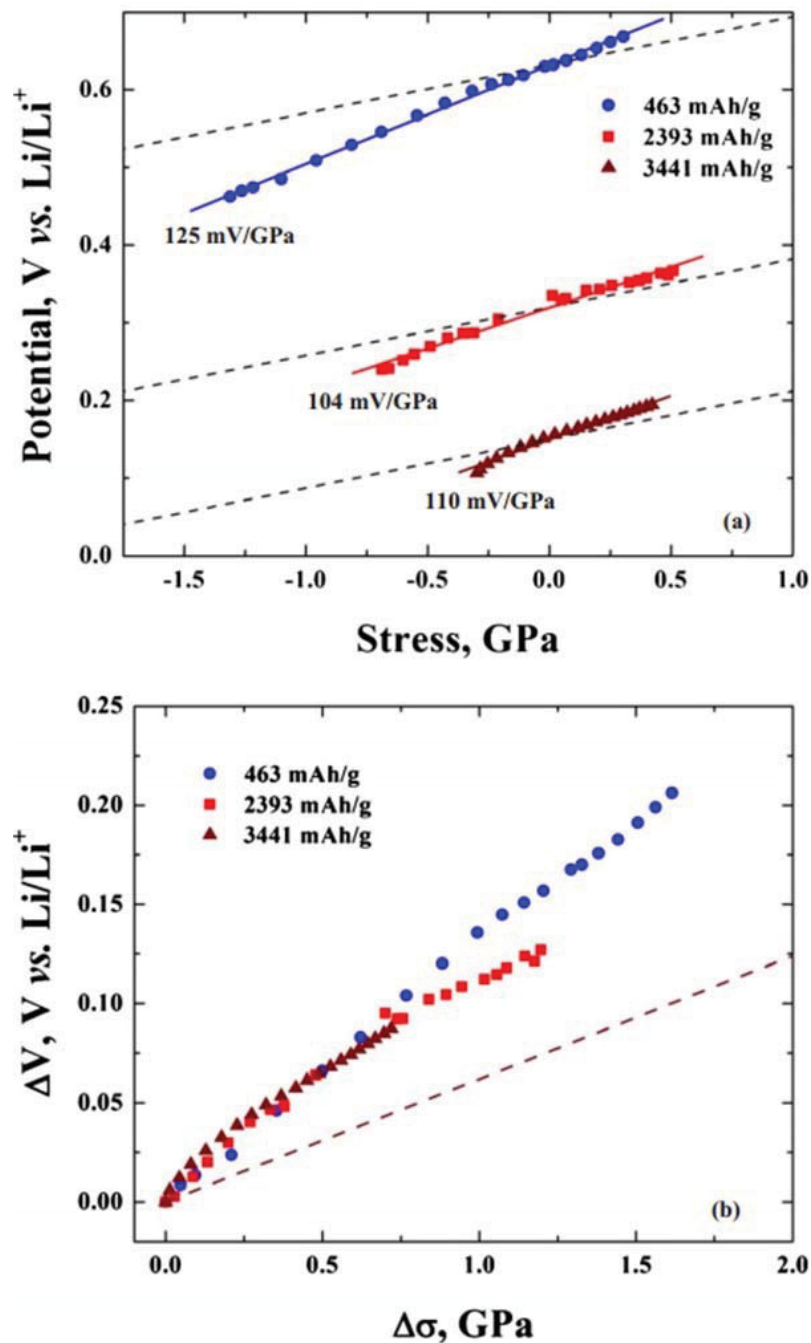 0.6
0.4
0.2
0.0
Potential, V vs. Li/Li⁺
463 mAh/g
2393 mAh/g
3441 mAh/g
125 mV/GPa
104 mV/GPa
110 mV/GPa
(a)
-1.5 -1.0 -0.5 0.0 0.5 1.0
Stress, GPa
0.25
0.20
0.15
0.10
0.05
0.00
ΔV, V vs. Li/Li⁺
463 mAh/g
2393 mAh/g
3441 mAh/g
(b)
0.0 0.5 1.0 1.5 2.0
Δσ, GPa